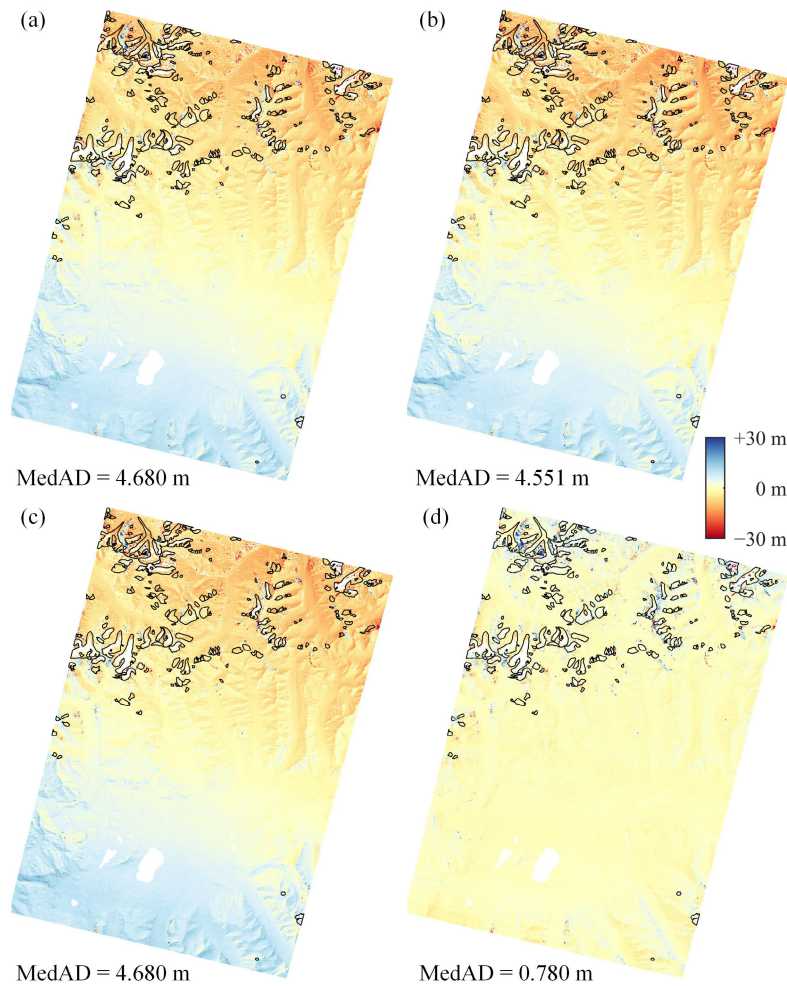 (a)
(b)
MedAD = 4.680 m
MedAD = 4.551 m
+30 m
0 m
−30 m
(c)
(d)
MedAD = 4.680 m
MedAD = 0.780 m